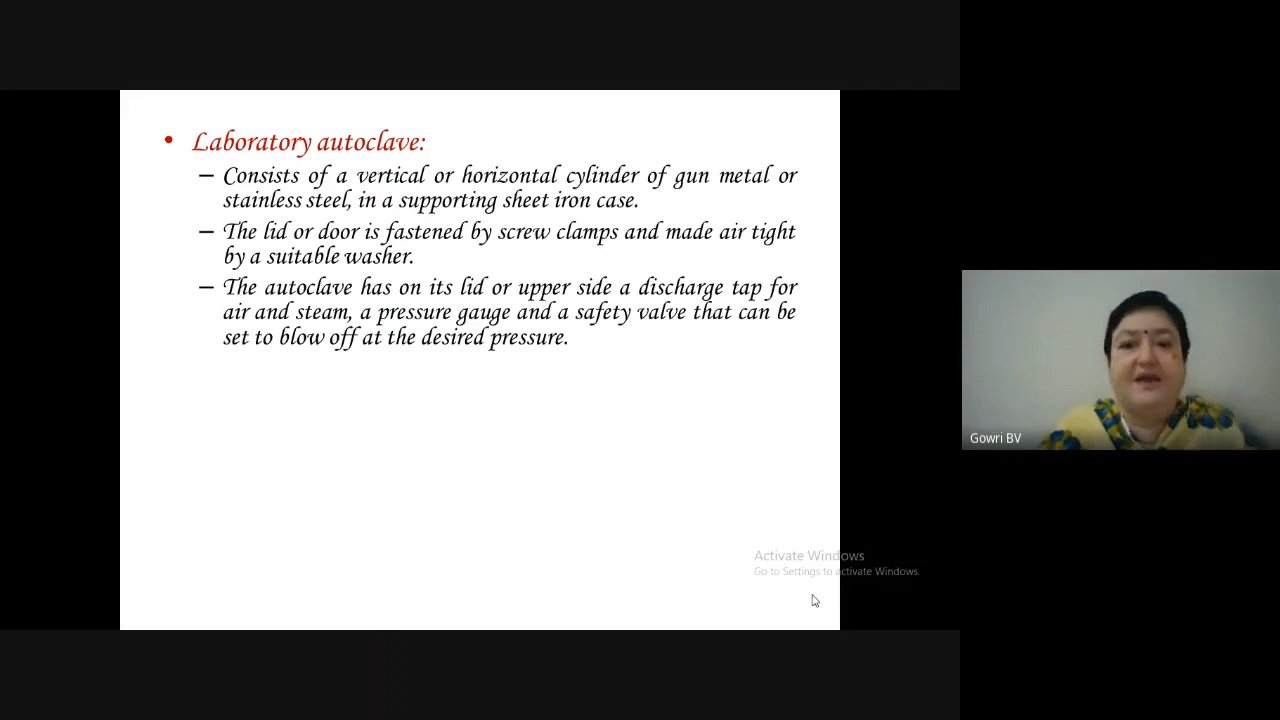 • Laboratory autoclave:
– Consists of a vertical or horizontal cylinder of gun metal or
stainless steel, in a supporting sheet iron case.
– The lid or door is fastened by screw clamps and made air tight
by a suitable washer.
– The autoclave has on its lid or upper side a discharge tap for
air and steam, a pressure gauge and a safety valve that can be
set to blow off at the desired pressure.
Gowri BV
Activate Windows
Go to Settings to activate Windows.